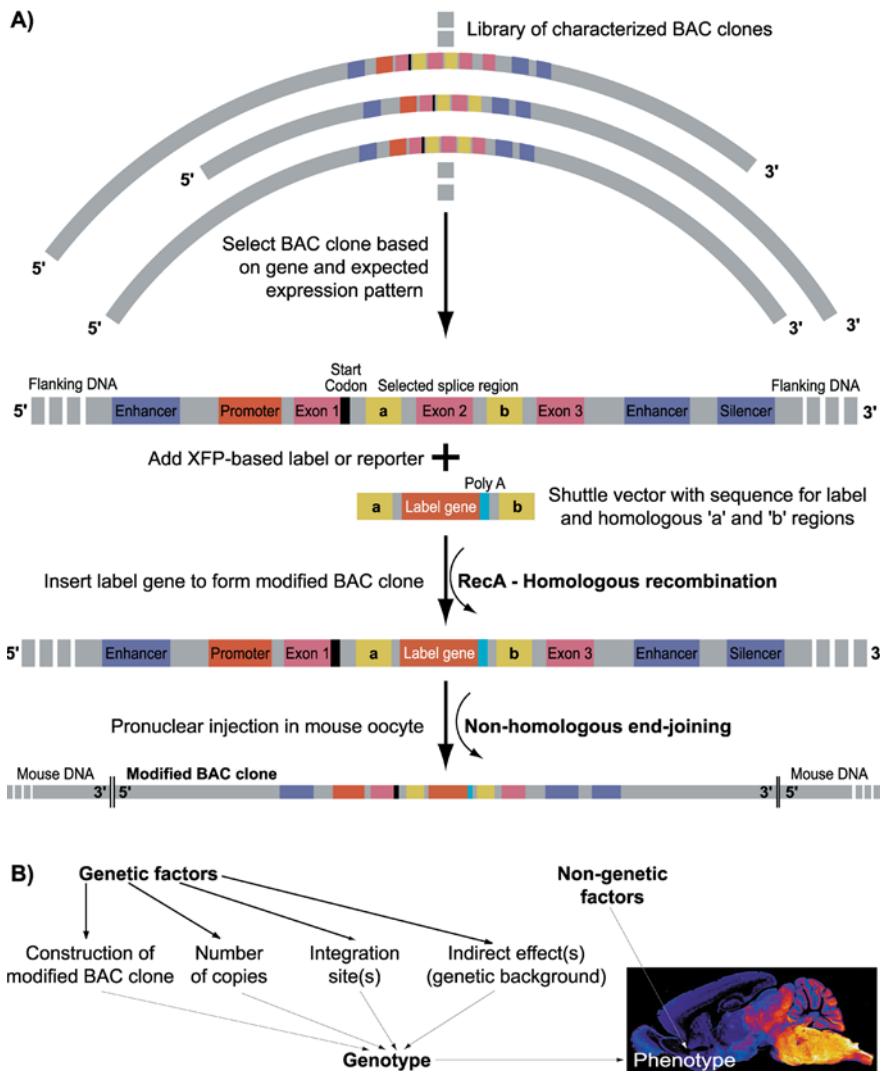 A)
Library of characterized BAC clones
5'
3'
5'
5'
3'
3'
Select BAC clone based
on gene and expected
expression pattern
Flanking DNA
Start
Codon
Selected splice region
Flanking DNA
5'
Enhancer
Promoter
Exon 1
a
Exon 2
b
Exon 3
Enhancer
Silencer
3'
Add XFP-based label or reporter +
Poly A
a
Label gene
b
Shuttle vector with sequence for label
and homologous 'a' and 'b' regions
Insert label gene to form modified BAC clone
RecA - Homologous recombination
5'
Enhancer
Promoter
Exon 1
a
Label gene
b
Exon 3
Enhancer
Silencer
3
Pronuclear injection in mouse oocyte
Non-homologous end-joining
Mouse DNA
Modified BAC clone
Mouse DNA
3'
5'
3'
5'
B)
Genetic factors
Non-genetic
factors
Construction of
modified BAC clone
Number
of copies
Integration
site(s)
Indirect effect(s)
(genetic background)
Genotype
Phenotype